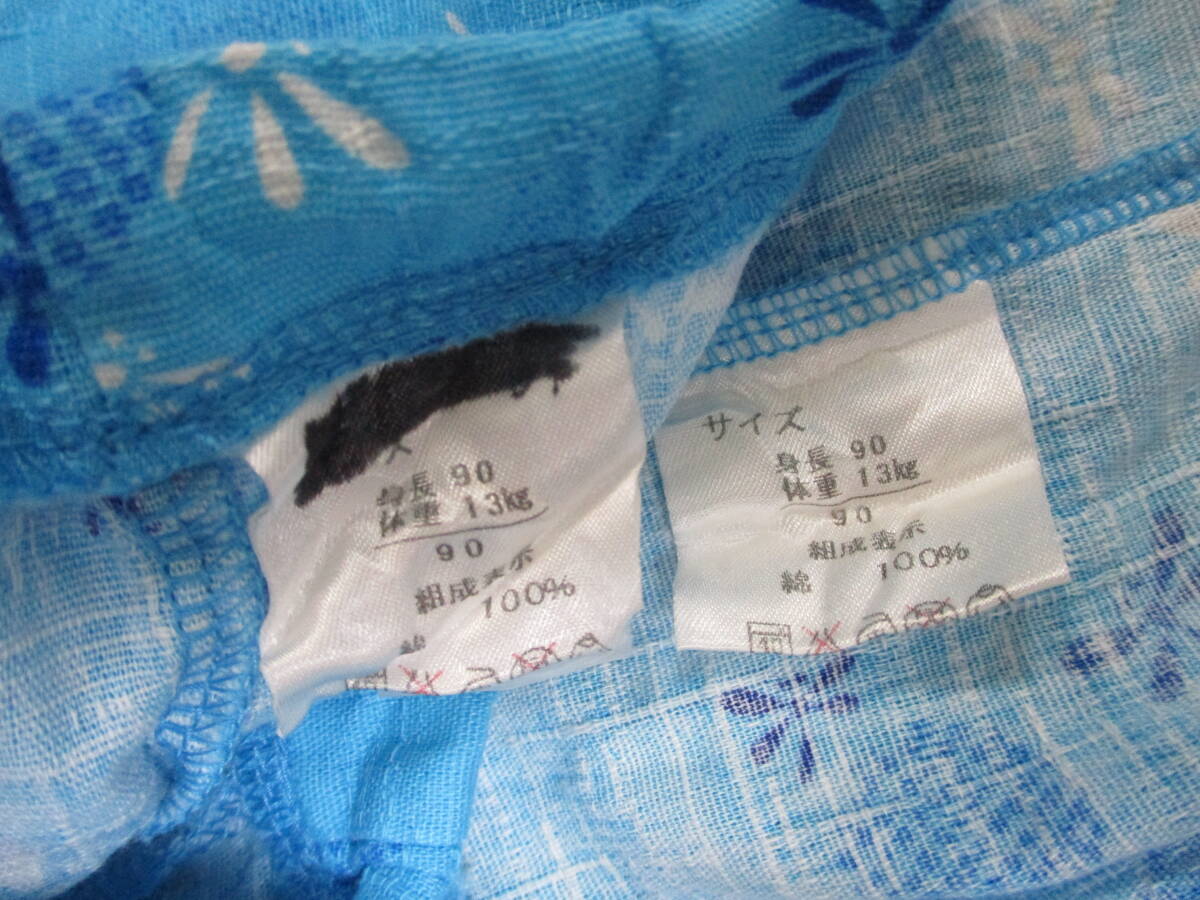 ズ
身長 90
体重 13kg
90
組成表示
綿 100%
サイズ
身長 90
体重 13kg
90
組成表示
綿 100%